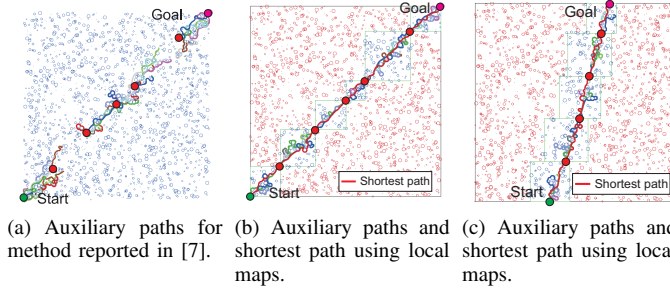 Goal
Start
Goal
Start
Shortest path
Goal
Start
Shortest path
(a) Auxiliary paths for
method reported in [7].
(b) Auxiliary paths and
shortest path using local
maps.
(c) Auxiliary paths and
shortest path using local
maps.